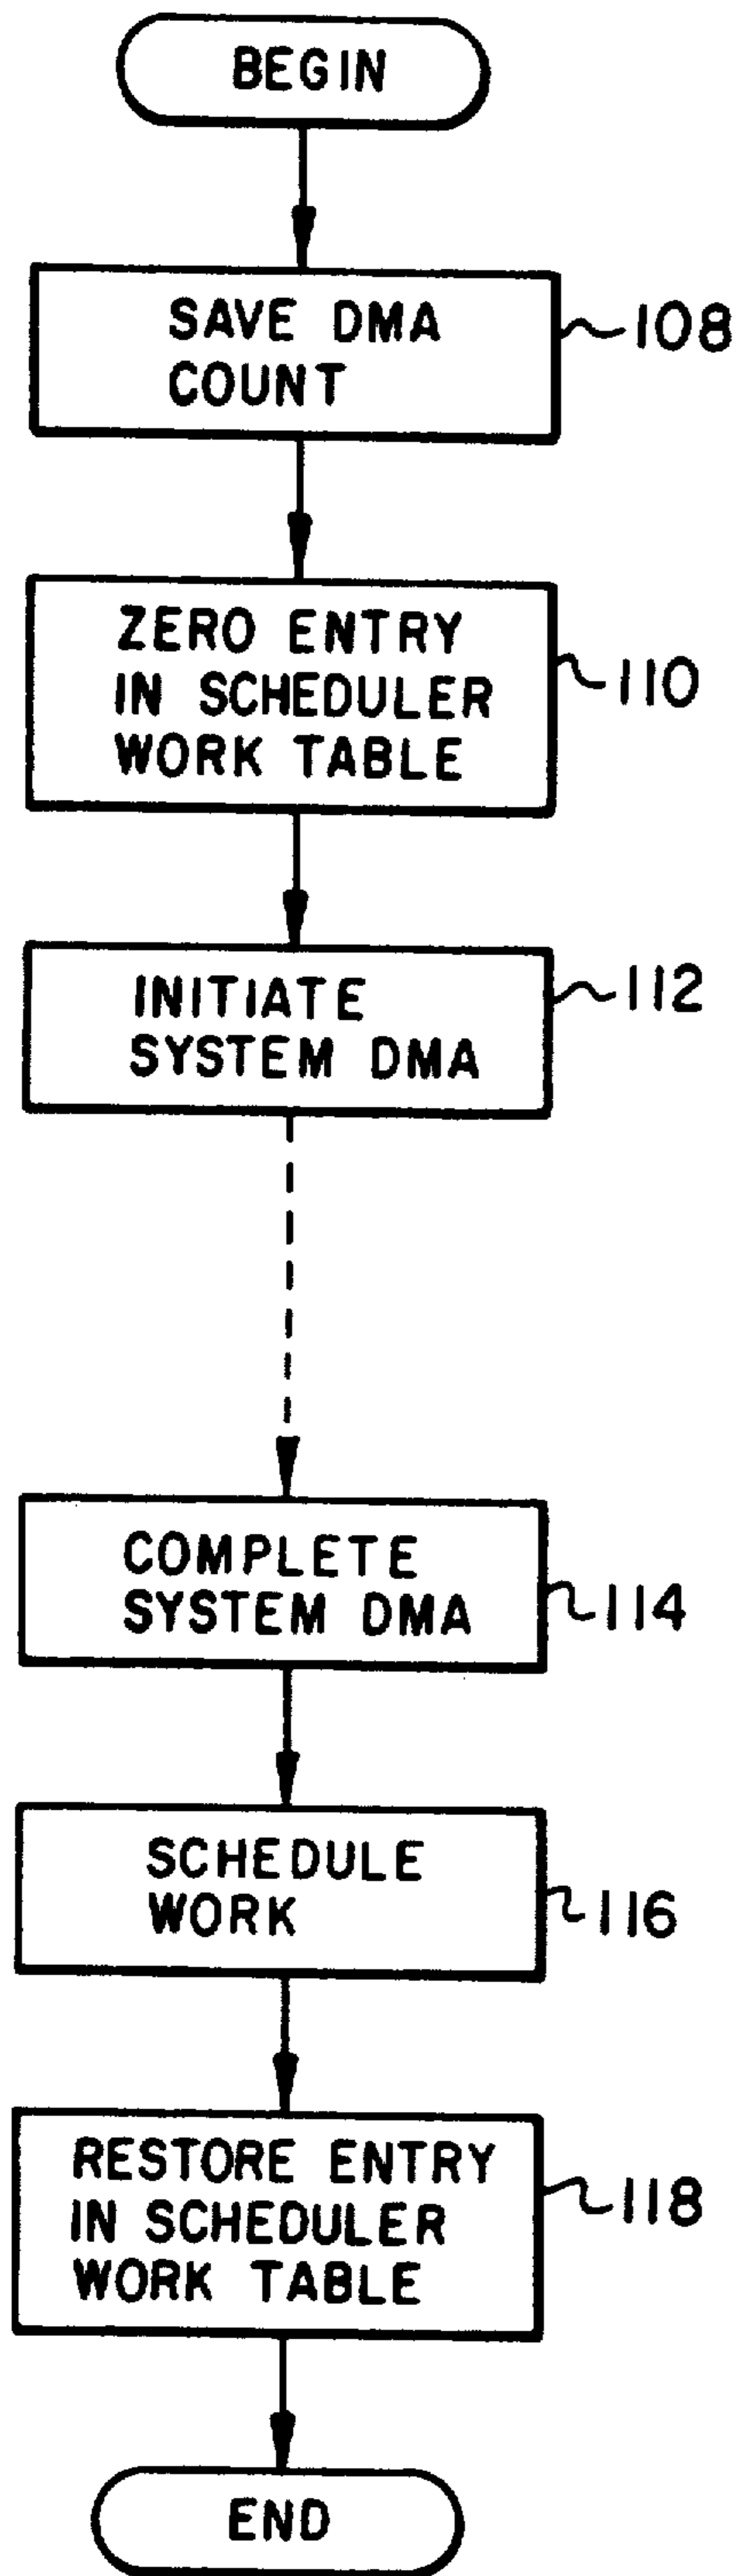 BEGIN
SAVE DMA
COUNT
108
ZERO ENTRY
IN SCHEDULER
WORK TABLE
110
INITIATE
SYSTEM DMA
112
COMPLETE
SYSTEM DMA
114
SCHEDULE
WORK
116
RESTORE ENTRY
IN SCHEDULER
WORK TABLE
118
END